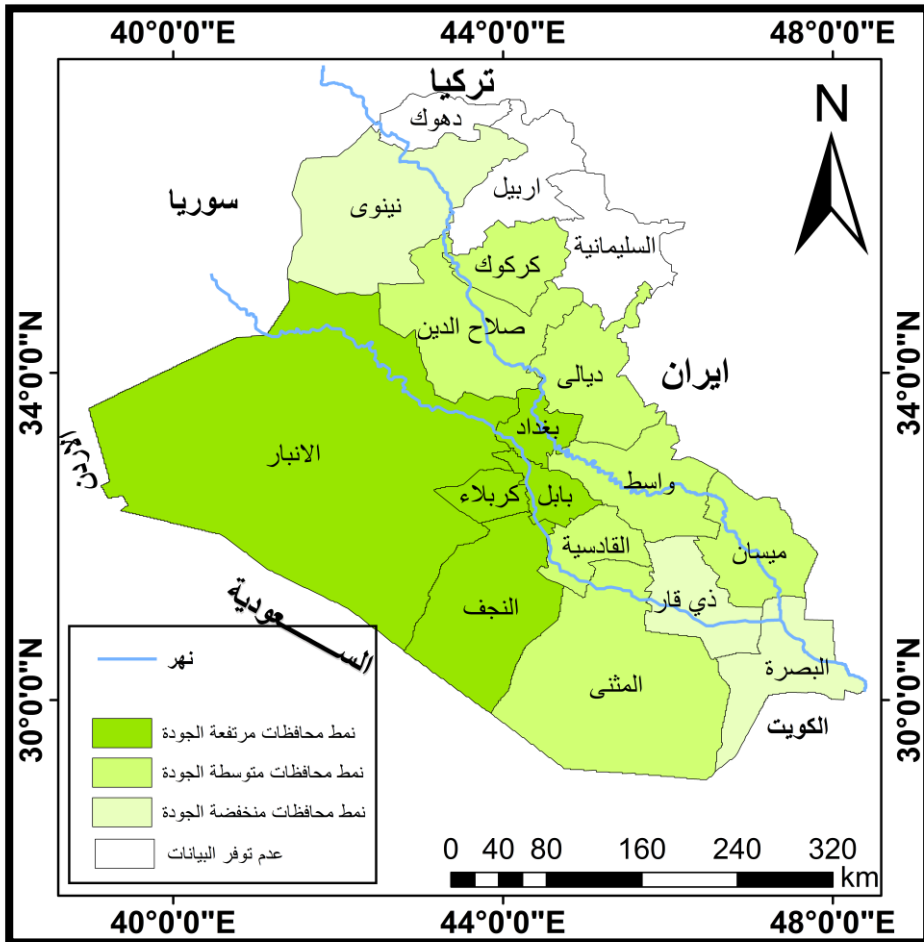 40°0'0"E 44°0'0"E 48°0'0"E
تركيا
N
دهوك
اربيل
سوريا
نينوى
السليمانية
كركوك
صلاح الدين
34°0'0"N 34°0'0"N
ديالى
ايران
بغداد
الانبار
الاردن
واسط
بابل
كربلاء
القادسية
ميسان
النجف
ذي قار
السعودية
البصرة
المثنى
30°0'0"N 30°0'0"N
الكويت
نهر
نمط محافظات مرتفعة الجودة
نمط محافظات متوسطة الجودة
نمط محافظات منخفضة الجودة
عدم توفر البيانات
0 40 80 160 240 320
km
40°0'0"E 44°0'0"E 48°0'0"E